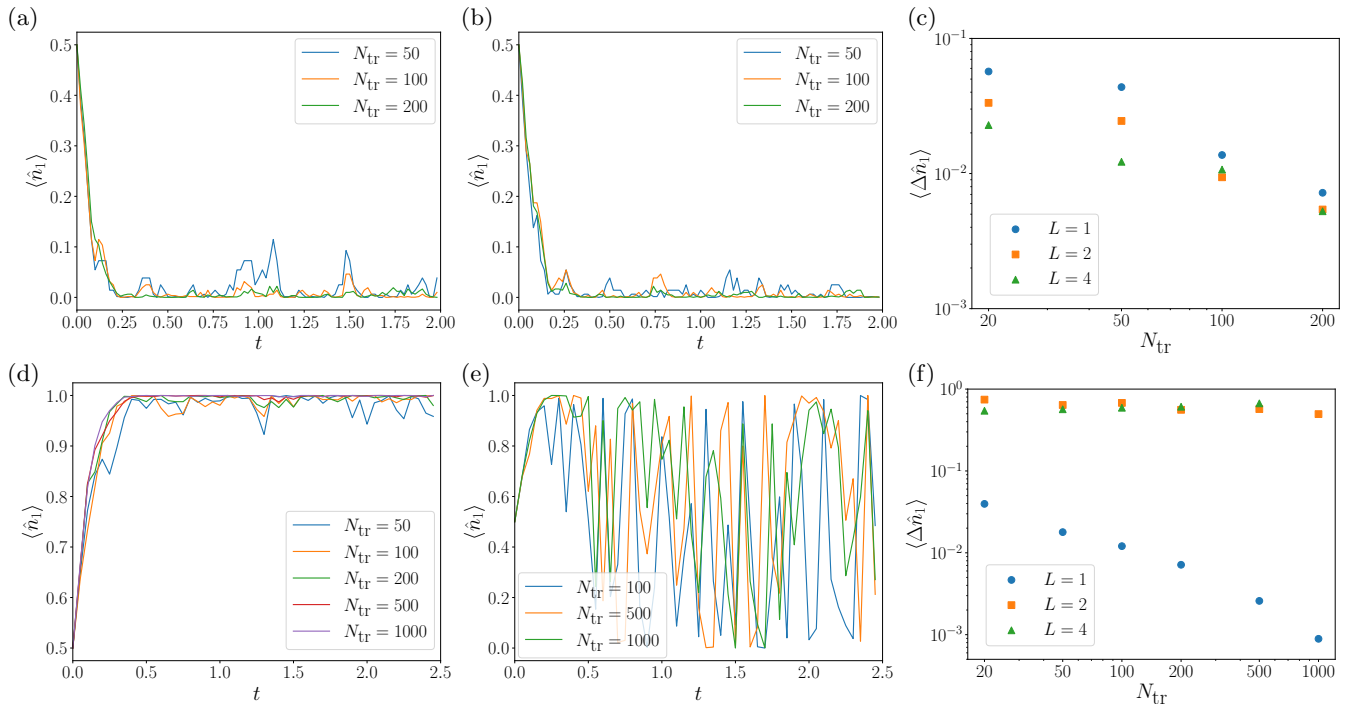 (a)
0.5
0.4
0.3
0.2
0.1
0.0
⟨n̂₁⟩
0.00 0.25 0.50 0.75 1.00 1.25 1.50 1.75 2.00
t
N_tr = 50
N_tr = 100
N_tr = 200
(b)
0.5
0.4
0.3
0.2
0.1
0.0
⟨n̂₁⟩
0.00 0.25 0.50 0.75 1.00 1.25 1.50 1.75 2.00
t
N_tr = 50
N_tr = 100
N_tr = 200
(c)
10⁻¹
10⁻²
10⁻³
⟨Δn̂₁⟩
20 50 100 200
N_tr
L = 1
L = 2
L = 4
(d)
1.0
0.9
0.8
0.7
0.6
0.5
⟨n̂₁⟩
0.0 0.5 1.0 1.5 2.0 2.5
t
N_tr = 50
N_tr = 100
N_tr = 200
N_tr = 500
N_tr = 1000
(e)
1.0
0.8
0.6
0.4
0.2
0.0
⟨n̂₁⟩
0.0 0.5 1.0 1.5 2.0 2.5
t
N_tr = 100
N_tr = 500
N_tr = 1000
(f)
10⁰
10⁻¹
10⁻²
10⁻³
⟨Δn̂₁⟩
20 50 100 200 500 1000
N_tr
L = 1
L = 2
L = 4